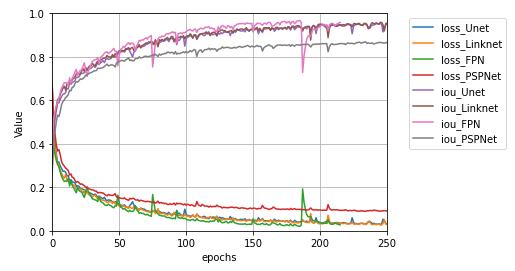 1.0
0.8
0.6
0.4
0.2
0.0
Value
0 50 100 150 200 250
epochs
loss_Unet
loss_Linknet
loss_FPN
loss_PSPNet
iou_Unet
iou_Linknet
iou_FPN
iou_PSPNet